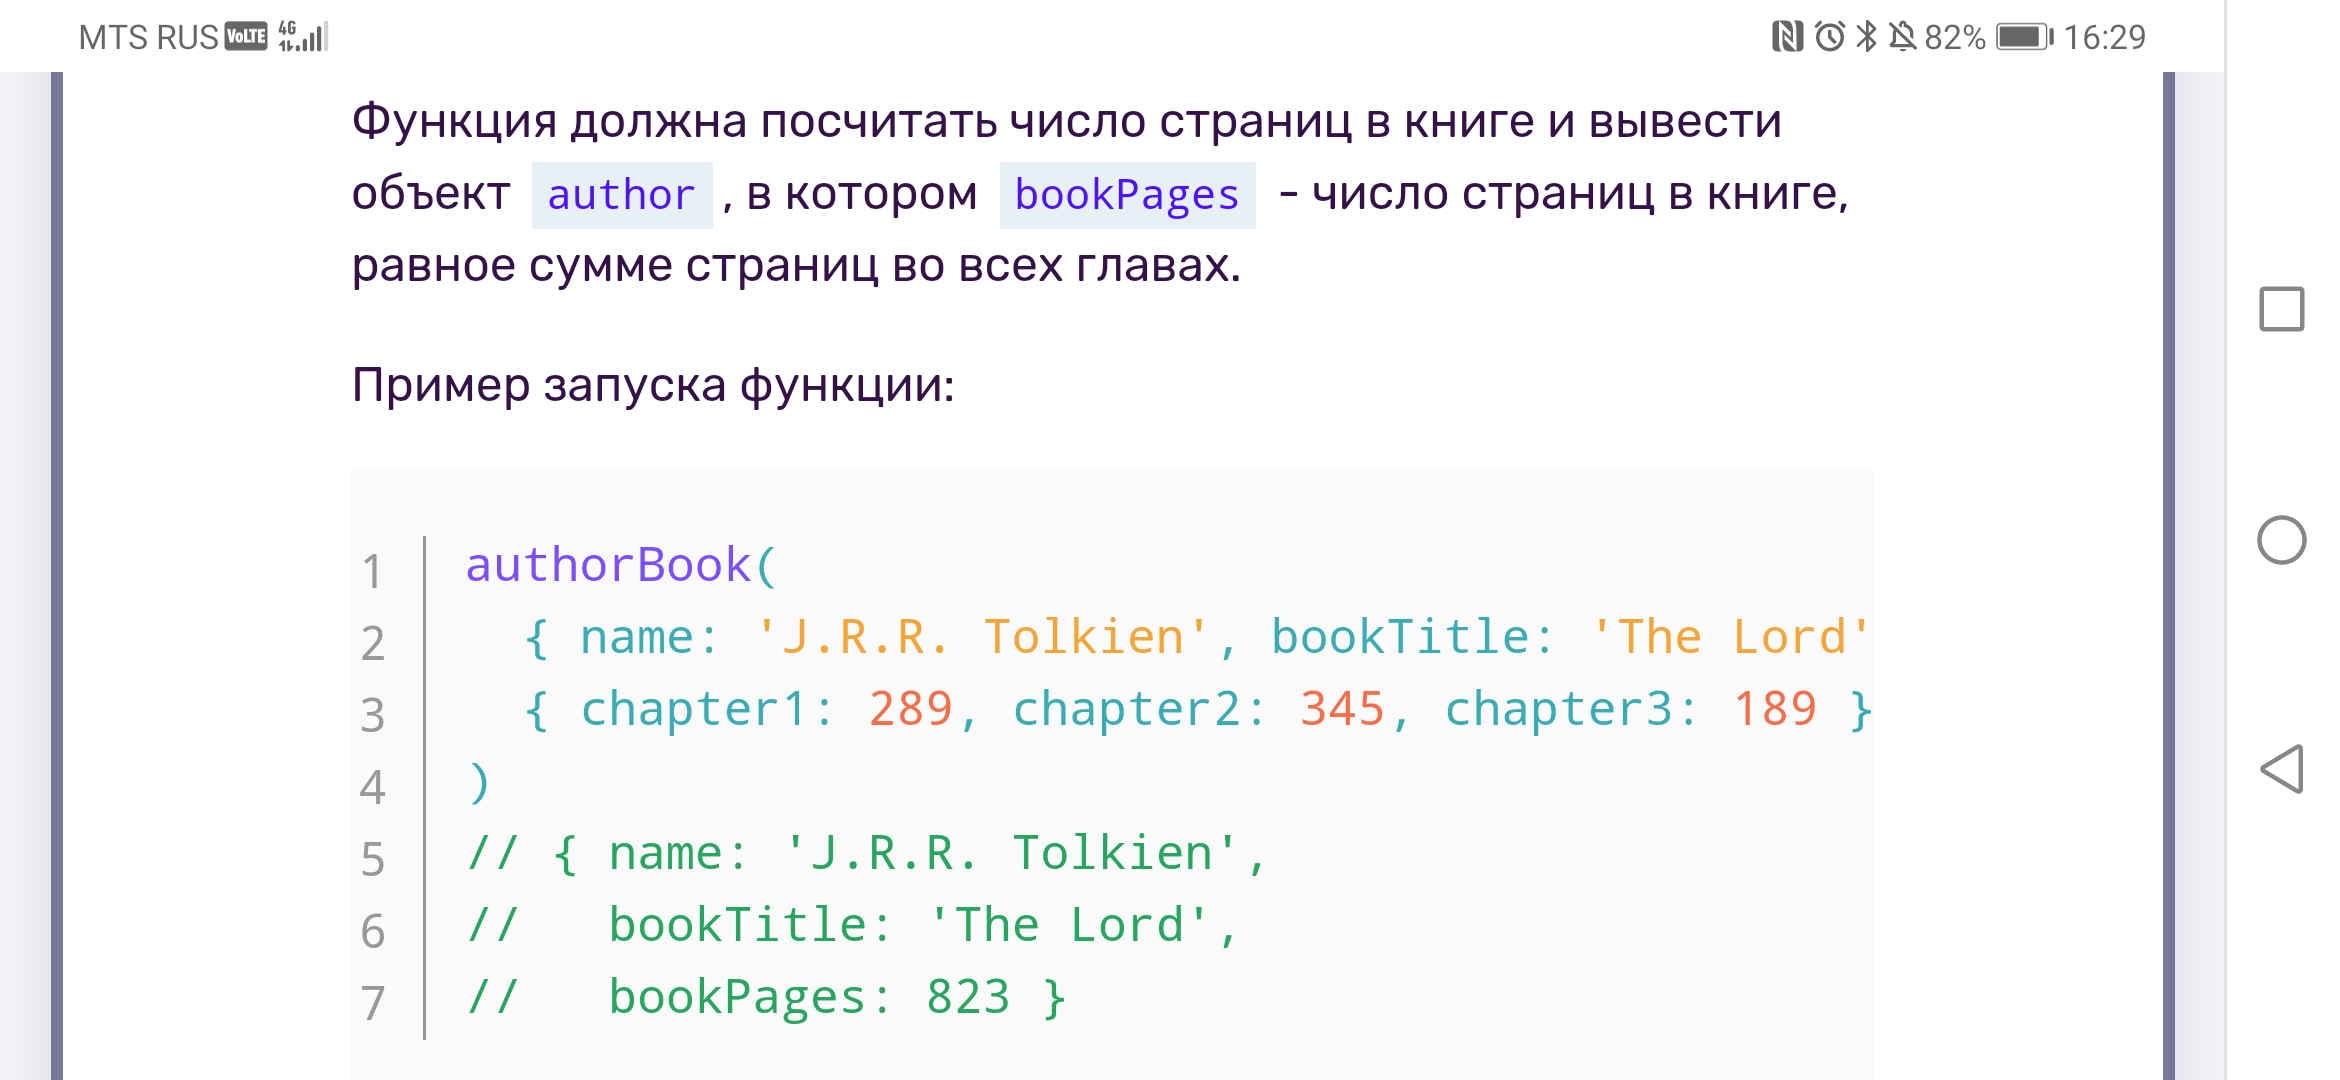 MTS RUS VoLTE 4G 82% 16:29
Функция должна посчитать число страниц в книге и вывести
объект author , в котором bookPages - число страниц в книге,
равное сумме страниц во всех главах.
Пример запуска функции:
1 authorBook(
2 { name: 'J.R.R. Tolkien', bookTitle: 'The Lord'
3 { chapter1: 289, chapter2: 345, chapter3: 189 }
4 )
5 // { name: 'J.R.R. Tolkien',
6 // bookTitle: 'The Lord',
7 // bookPages: 823 }